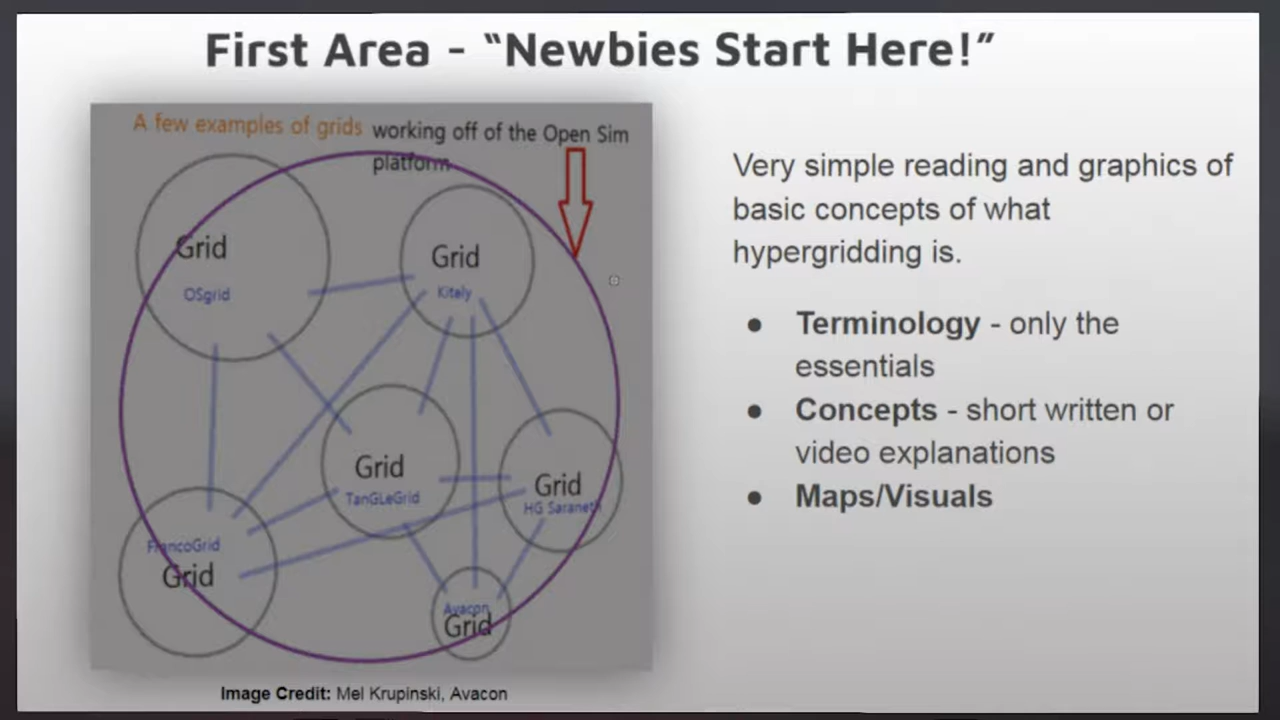 First Area - “Newbies Start Here!”
A few examples of grids working off of the Open Sim
platform
Grid
OSgrid
Grid
Kitely
Grid
TanGLeGrid
Grid
HG Saraneth
FrancoGrid
Grid
Avacon
Grid
Image Credit: Mel Krupinski, Avacon
Very simple reading and graphics of
basic concepts of what
hypergridding is.
● Terminology - only the
essentials
● Concepts - short written or
video explanations
● Maps/Visuals